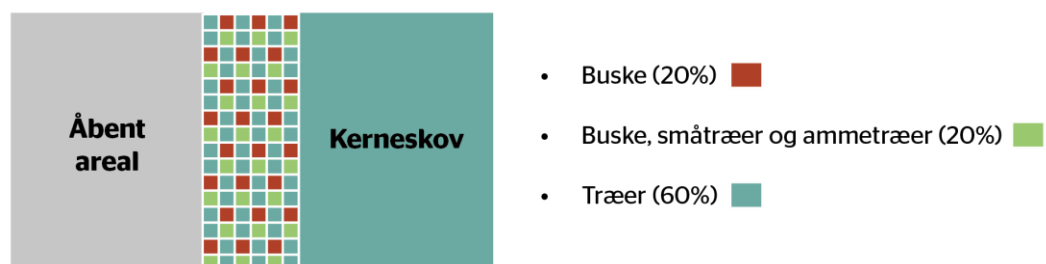 Åbent
areal
Kerneskov
• Buske (20%)
• Buske, småtræer og ammetræer (20%)
• Træer (60%)